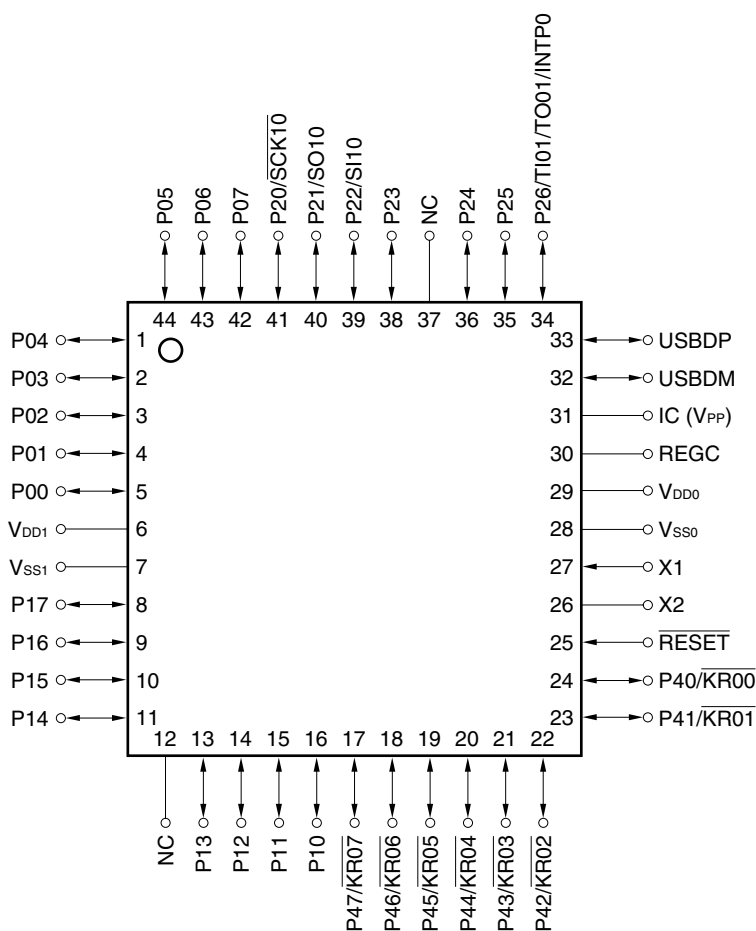 P05
P06
P07
P20/SCK10
P21/SO10
P22/SI10
P23
NC
P24
P25
P26/TI01/TO01/INTP0
44 43 42 41 40 39 38 37 36 35 34
P04 1
P03 2
P02 3
P01 4
P00 5
VDD1 6
VSS1 7
P17 8
P16 9
P15 10
P14 11
33 USBDP
32 USBDM
31 IC (VPP)
30 REGC
29 VDD0
28 VSS0
27 X1
26 X2
25 RESET
24 P40/KR00
23 P41/KR01
12 13 14 15 16 17 18 19 20 21 22
NC
P13
P12
P11
P10
P47/KR07
P46/KR06
P45/KR05
P44/KR04
P43/KR03
P42/KR02